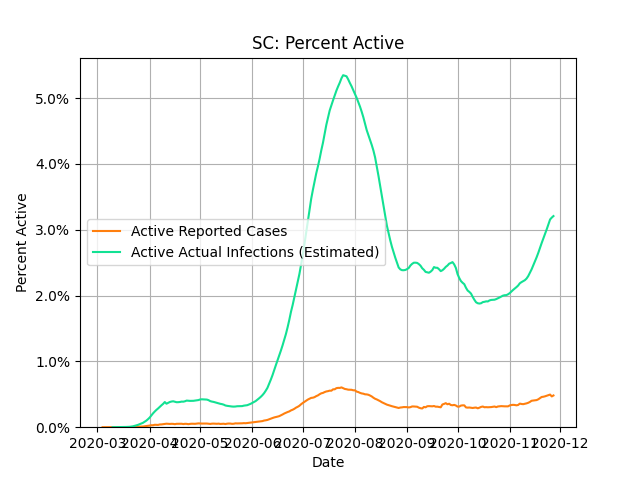 SC: Percent Active
Percent Active
5.0%
4.0%
3.0%
2.0%
1.0%
0.0%
Active Reported Cases
Active Actual Infections (Estimated)
2020-03 2020-04 2020-05 2020-06 2020-07 2020-08 2020-09 2020-10 2020-11 2020-12
Date